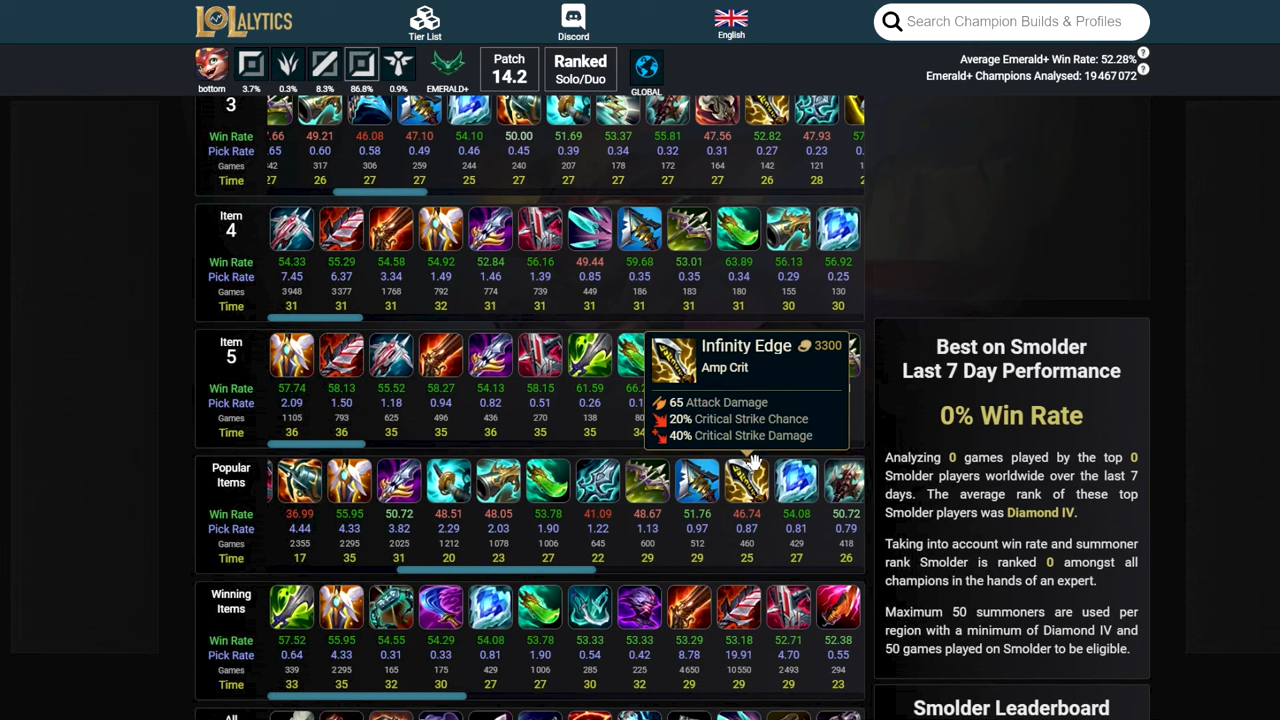 LOLALYTICS
Tier List
Discord
English
Search Champion Builds & Profiles
bottom
3.7%
0.3%
8.3%
86.8%
0.9%
EMERALD+
Patch
14.2
Ranked
Solo/Duo
GLOBAL
Average Emerald+ Win Rate: 52.28% ?
Emerald+ Champions Analysed: 19 467 072 ?
3
Win Rate .66 49.21 46.08 47.10 54.10 50.00 51.69 53.37 55.81 47.56 52.82 47.93 57
Pick Rate .65 0.60 0.58 0.49 0.46 0.45 0.39 0.34 0.32 0.31 0.27 0.23 0.
Games 42 317 306 259 244 240 207 178 172 164 142 121 1
Time 27 26 27 27 25 27 27 27 27 27 26 28 2
Item
4
Win Rate 54.33 55.29 54.58 54.92 52.84 56.16 49.44 59.68 53.01 63.89 56.13 56.92
Pick Rate 7.45 6.37 3.34 1.49 1.46 1.39 0.85 0.35 0.35 0.34 0.29 0.25
Games 3948 3377 1768 792 774 739 449 186 183 180 155 130
Time 31 31 31 32 31 31 31 31 31 31 30 30
Item
5
Win Rate 57.74 58.13 55.52 58.27 54.13 58.15 61.59 66.2
Pick Rate 2.09 1.50 1.18 0.94 0.82 0.51 0.26 0.1
Games 1105 793 625 496 436 270 138 80
Time 36 36 35 35 36 35 35 34
Infinity Edge 3300
Amp Crit
65 Attack Damage
20% Critical Strike Chance
40% Critical Strike Damage
Popular
Items
Win Rate 36.99 55.95 50.72 48.51 48.05 53.78 41.09 48.67 51.76 46.74 54.08 50.72
Pick Rate 4.44 4.33 3.82 2.29 2.03 1.90 1.22 1.13 0.97 0.87 0.81 0.79
Games 2355 2295 2025 1212 1078 1006 645 600 512 460 429 418
Time 17 35 31 20 23 27 22 29 29 25 27 26
Winning
Items
Win Rate 57.52 55.95 54.55 54.29 54.08 53.78 53.33 53.33 53.29 53.18 52.71 52.38
Pick Rate 0.64 4.33 0.31 0.33 0.81 1.90 0.54 0.42 8.78 19.91 4.70 0.55
Games 339 2295 165 175 429 1006 285 225 4650 10550 2493 294
Time 33 35 32 30 27 27 30 32 29 29 29 23
All
Best on Smolder
Last 7 Day Performance
0% Win Rate
Analyzing 0 games played by the top 0
Smolder players worldwide over the last 7
days. The average rank of these top
Smolder players was Diamond IV.
Taking into account win rate and summoner
rank Smolder is ranked 0 amongst all
champions in the hands of an expert.
Maximum 50 summoners are used per
region with a minimum of Diamond IV and
50 games played on Smolder to be eligible.
Smolder Leaderboard